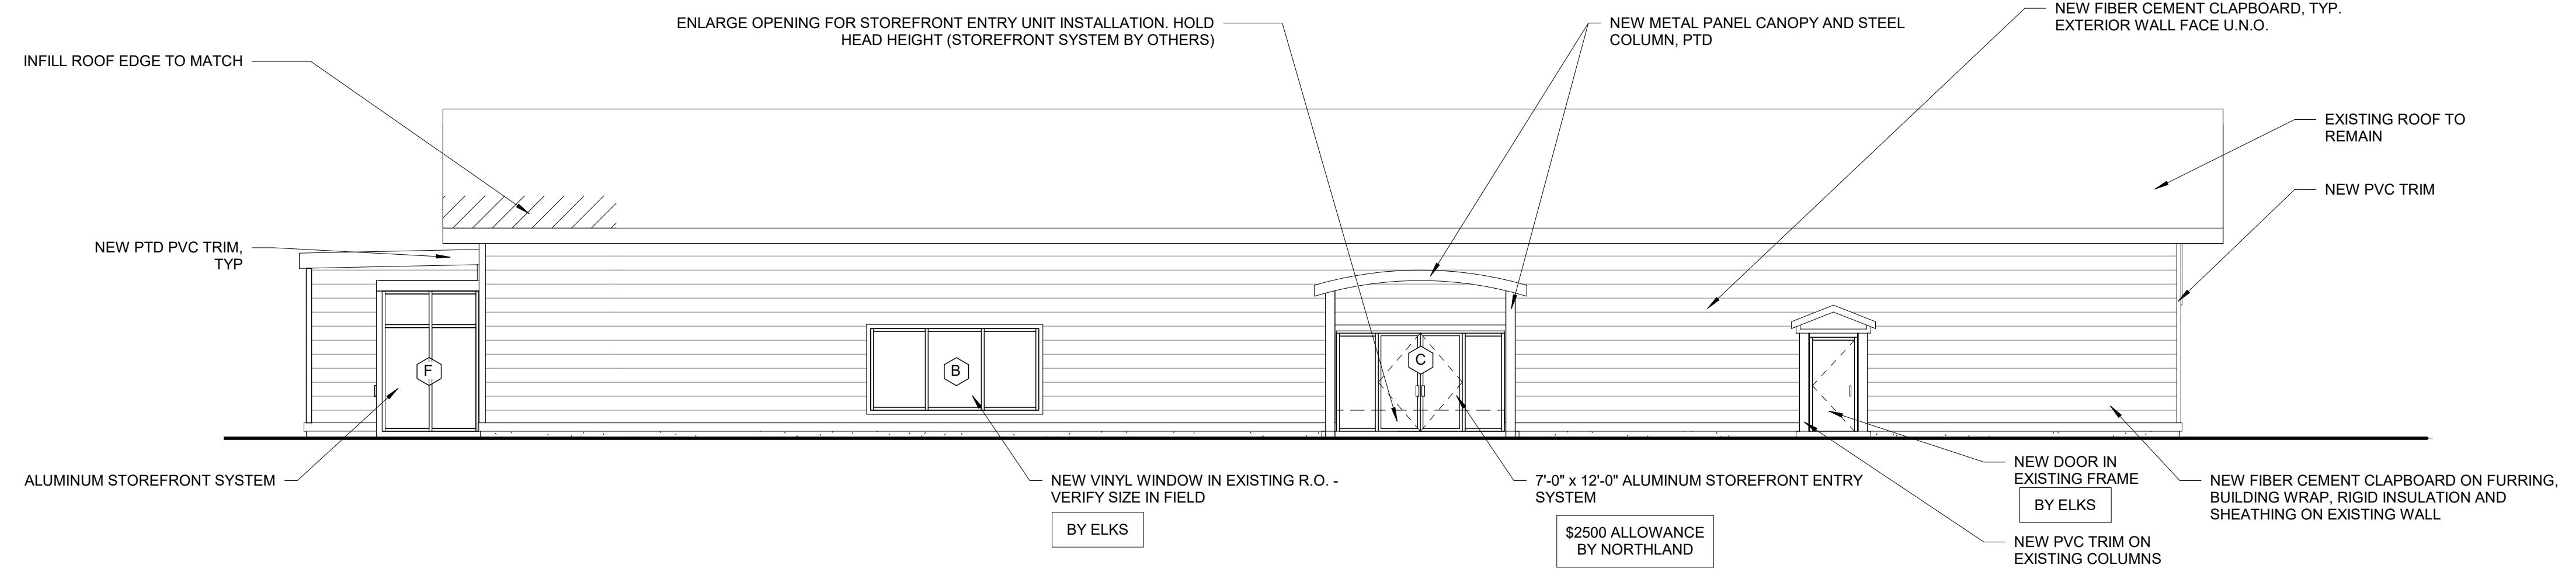 ENLARGE OPENING FOR STOREFRONT ENTRY UNIT INSTALLATION. HOLD
HEAD HEIGHT (STOREFRONT SYSTEM BY OTHERS)
NEW METAL PANEL CANOPY AND STEEL
COLUMN, PTD
NEW FIBER CEMENT CLAPBOARD, TYP.
EXTERIOR WALL FACE U.N.O.
INFILL ROOF EDGE TO MATCH
EXISTING ROOF TO
REMAIN
NEW PVC TRIM
NEW PTD PVC TRIM,
TYP
F
B
C
ALUMINUM STOREFRONT SYSTEM
NEW VINYL WINDOW IN EXISTING R.O. -
VERIFY SIZE IN FIELD
BY ELKS
7'-0" x 12'-0" ALUMINUM STOREFRONT ENTRY
SYSTEM
$2500 ALLOWANCE
BY NORTHLAND
NEW DOOR IN
EXISTING FRAME
BY ELKS
NEW PVC TRIM ON
EXISTING COLUMNS
NEW FIBER CEMENT CLAPBOARD ON FURRING,
BUILDING WRAP, RIGID INSULATION AND
SHEATHING ON EXISTING WALL